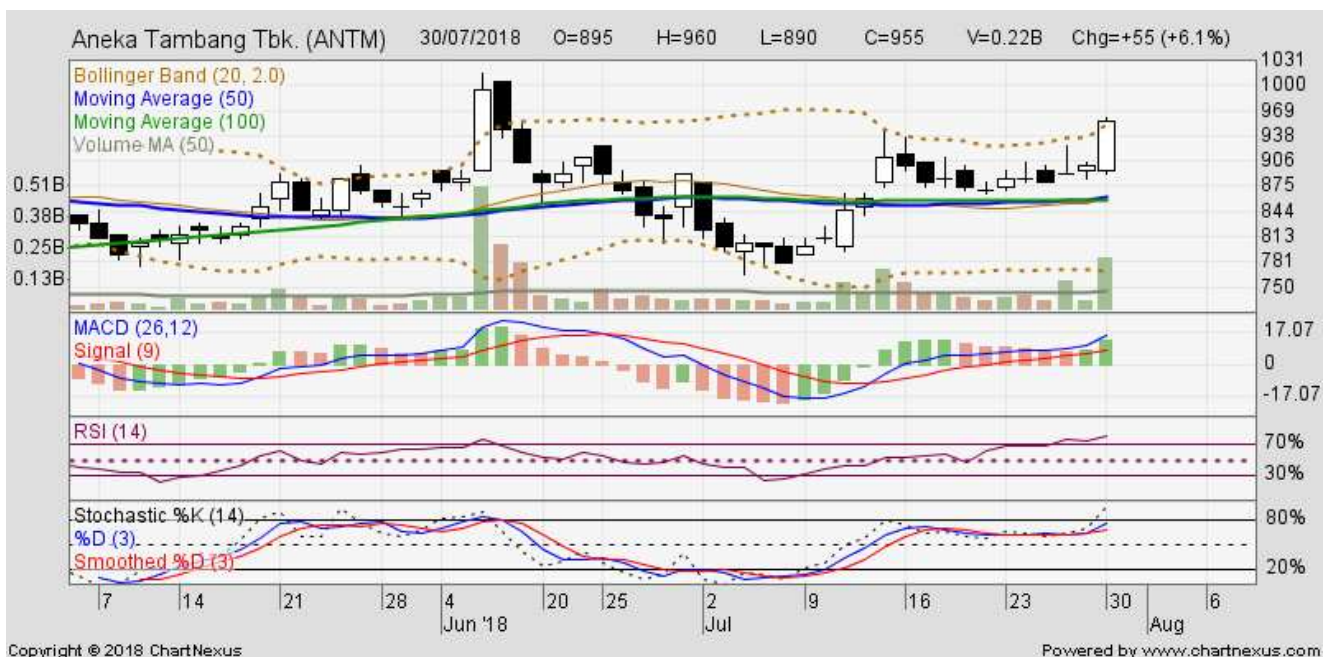 Aneka Tambang Tbk. (ANTM) 30/07/2018 O=895 H=960 L=890 C=955 V=0.22B Chg=+55 (+6.1%)
Bollinger Band (20, 2.0)
Moving Average (50)
Moving Average (100)
Volume MA (50)
0.51B
0.38B
0.25B
0.13B
1031
1000
969
938
906
875
844
813
781
750
MACD (26,12)
Signal (9)
17.07
0
-17.07
RSI (14)
70%
30%
Stochastic %K (14)
%D (3)
Smoothed %D (3)
80%
20%
7 14 21 28 4 20 25 2 9 16 23 30 6
Jun '18 Jul Aug
Copyright © 2018 ChartNexus
Powered by www.chartnexus.com